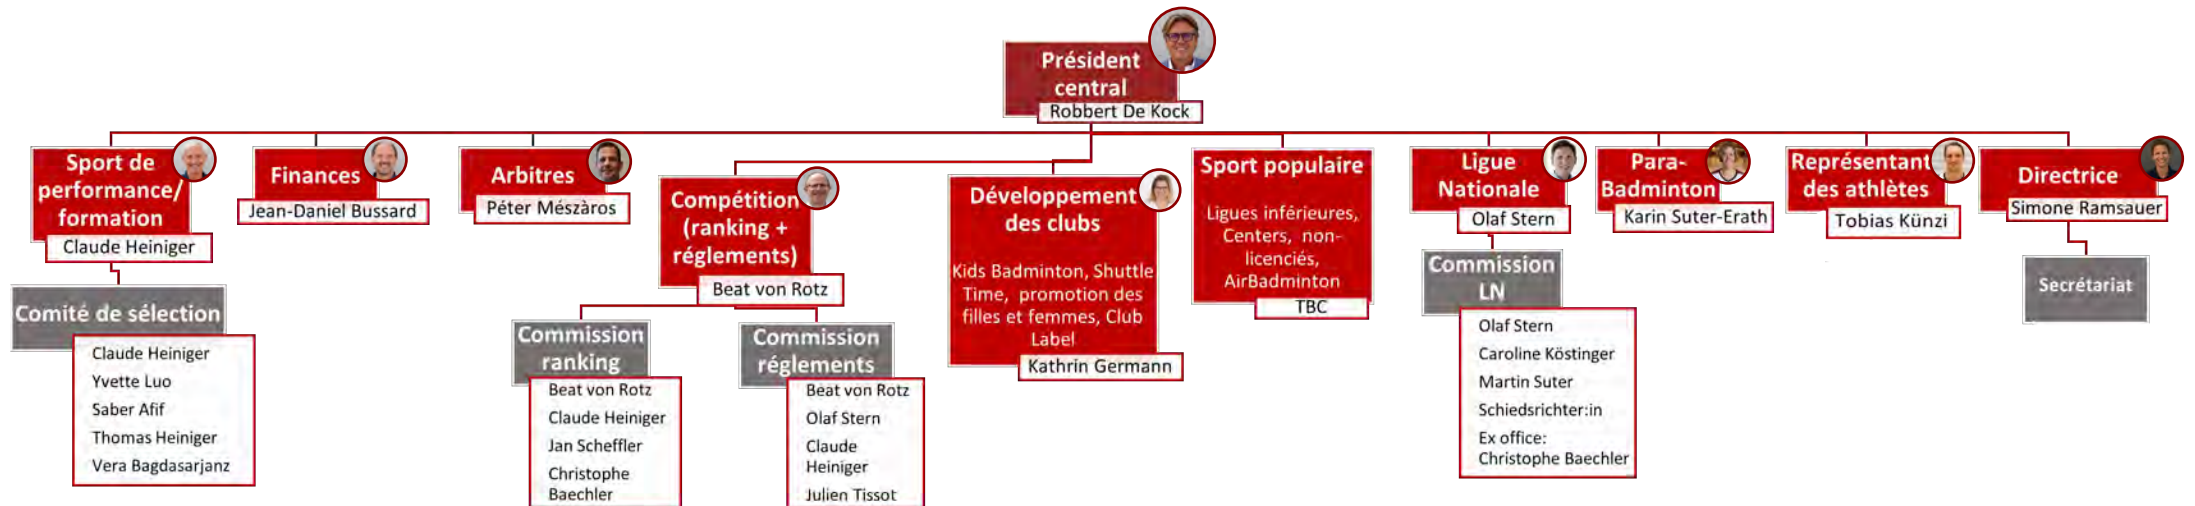 Président
central
Robbert De Kock
Sport de
performance/
formation
Claude Heiniger
Comité de sélection
Claude Heiniger
Yvette Luo
Saber Afif
Thomas Heiniger
Vera Bagdasarjanz
Finances
Jean-Daniel Bussard
Arbitres
Péter Mészàros
Compétition
(ranking +
réglements)
Beat von Rotz
Commission
ranking
Beat von Rotz
Claude Heiniger
Jan Scheffler
Christophe
Baechler
Commission
réglements
Beat von Rotz
Olaf Stern
Claude
Heiniger
Julien Tissot
Développement
des clubs
Kids Badminton, Shuttle
Time, promotion des
filles et femmes, Club
Label
Kathrin Germann
Sport populaire
Ligues inférieures,
Centers, non-
licenciés,
AirBadminton
TBC
Ligue
Nationale
Olaf Stern
Commission
LN
Olaf Stern
Caroline Köstinger
Martin Suter
Schiedsrichter:in
Ex office:
Christophe Baechler
Para-
Badminton
Karin Suter-Erath
Représentant
des athlètes
Tobias Künzi
Directrice
Simone Ramsauer
Secrétariat